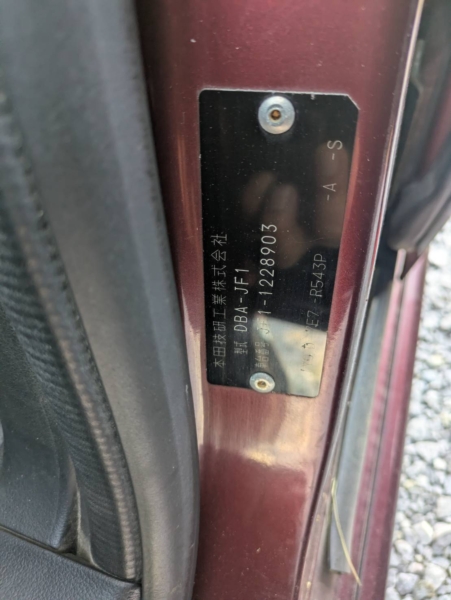 本田技研工業株式会社
型式 DBA-JF1
車台番号 JF1-1228903
E7-R543P -A -S